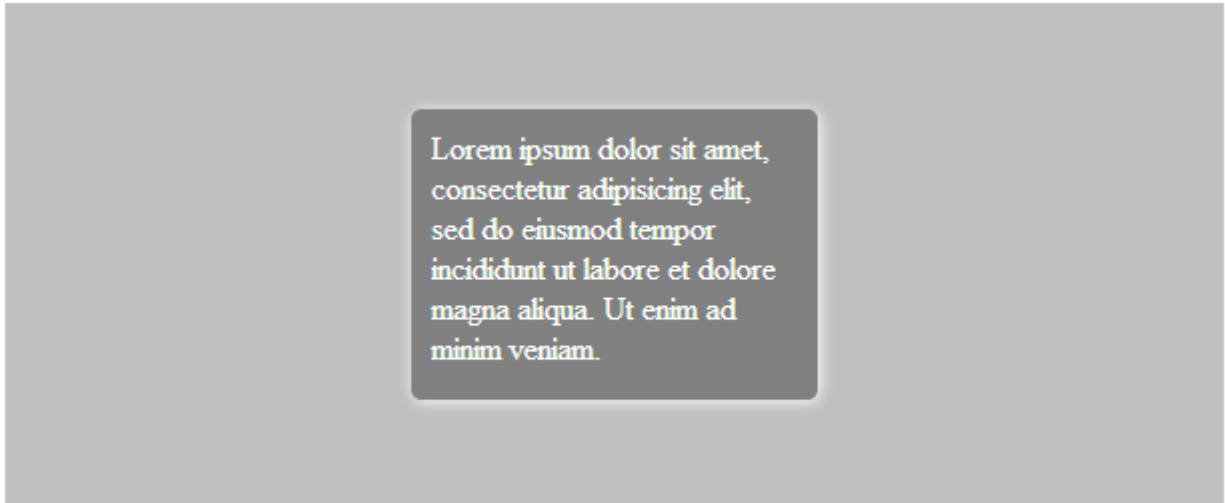 Lorem ipsum dolor sit amet,
consectetur adipisicing elit,
sed do eiusmod tempor
incididunt ut labore et dolore
magna aliqua. Ut enim ad
minim veniam.